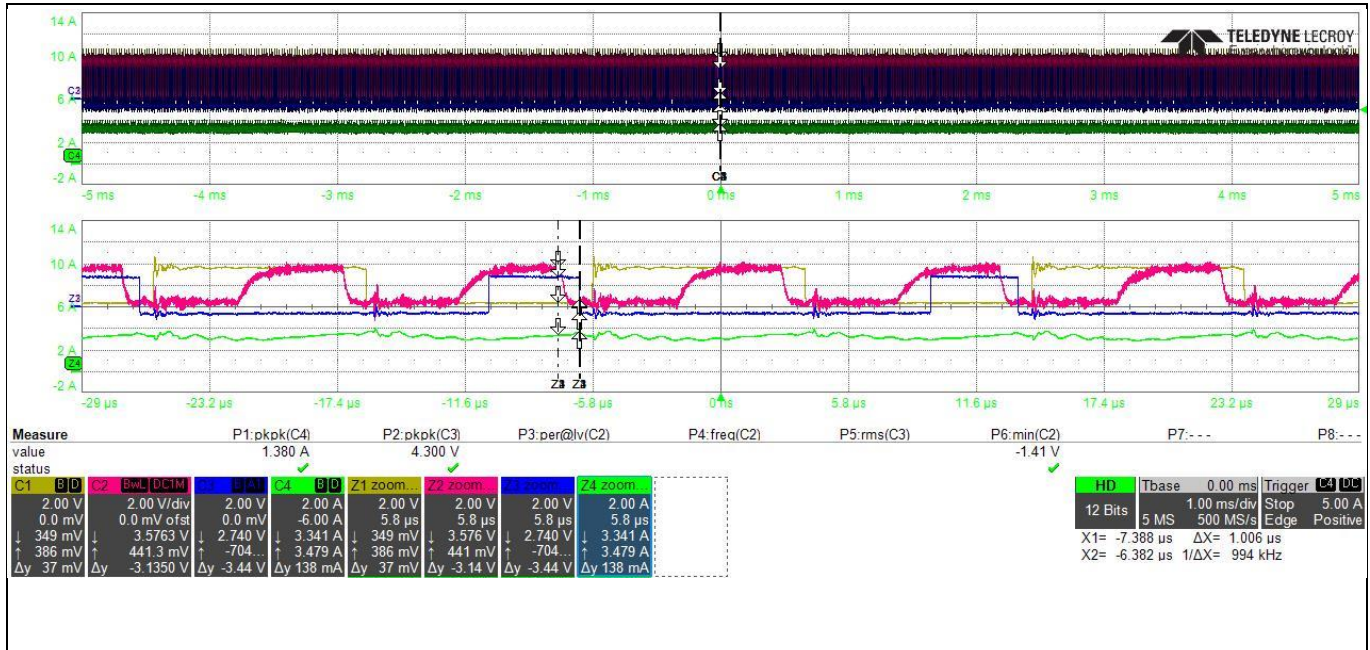 14 A
TELEDYNE LECROY
10 A
C3
6 A
2 A
C4
-2 A
-5 ms -4 ms -3 ms -2 ms -1 ms 0 ms 1 ms 2 ms 3 ms 4 ms 5 ms
14 A
10 A
Z3
6 A
2 A
Z4
-2 A
-29 µs -23.2 µs -17.4 µs -11.6 µs -5.8 µs 0 ns 5.8 µs 11.6 µs 17.4 µs 23.2 µs 29 µs
Measure P1:pkpk(C4) P2:pkpk(C3) P3:per@lv(C2) P4:freq(C2) P5:rms(C3) P6:min(C2) P7:- - - P8:- - -
value 1.380 A 4.300 V -1.41 V
status
C1 B D C2 BwL DC1M C4 B D Z1 zoom... Z2 zoom... Z3 zoom... Z4 zoom... HD Tbase 0.00 ms Trigger C4 DC
2.00 V 2.00 V/div 2.00 V 2.00 A 2.00 V 2.00 V 2.00 V 2.00 A 12 Bits 1.00 ms/div Stop 5.00 A
0.0 mV 0.0 mV ofst 0.0 mV -6.00 A 5.8 µs 5.8 µs 5.8 µs 5.8 µs 5 MS 500 MS/s Edge Positive
↓ 349 mV ↓ 3.5763 V ↓ 2.740 V ↓ 3.341 A ↓ 349 mV ↓ 3.576 V ↓ 2.740 V ↓ 3.341 A X1= -7.388 µs ΔX= 1.006 µs
↑ 386 mV ↑ 441.3 mV ↑ -704... ↑ 3.479 A ↑ 386 mV ↑ 441 mV ↑ -704... ↑ 3.479 A X2= -6.382 µs 1/ΔX= 994 kHz
Δy 37 mV Δy -3.1350 V Δy -3.44 V Δy 138 mA Δy 37 mV Δy -3.14 V Δy -3.44 V Δy 138 mA